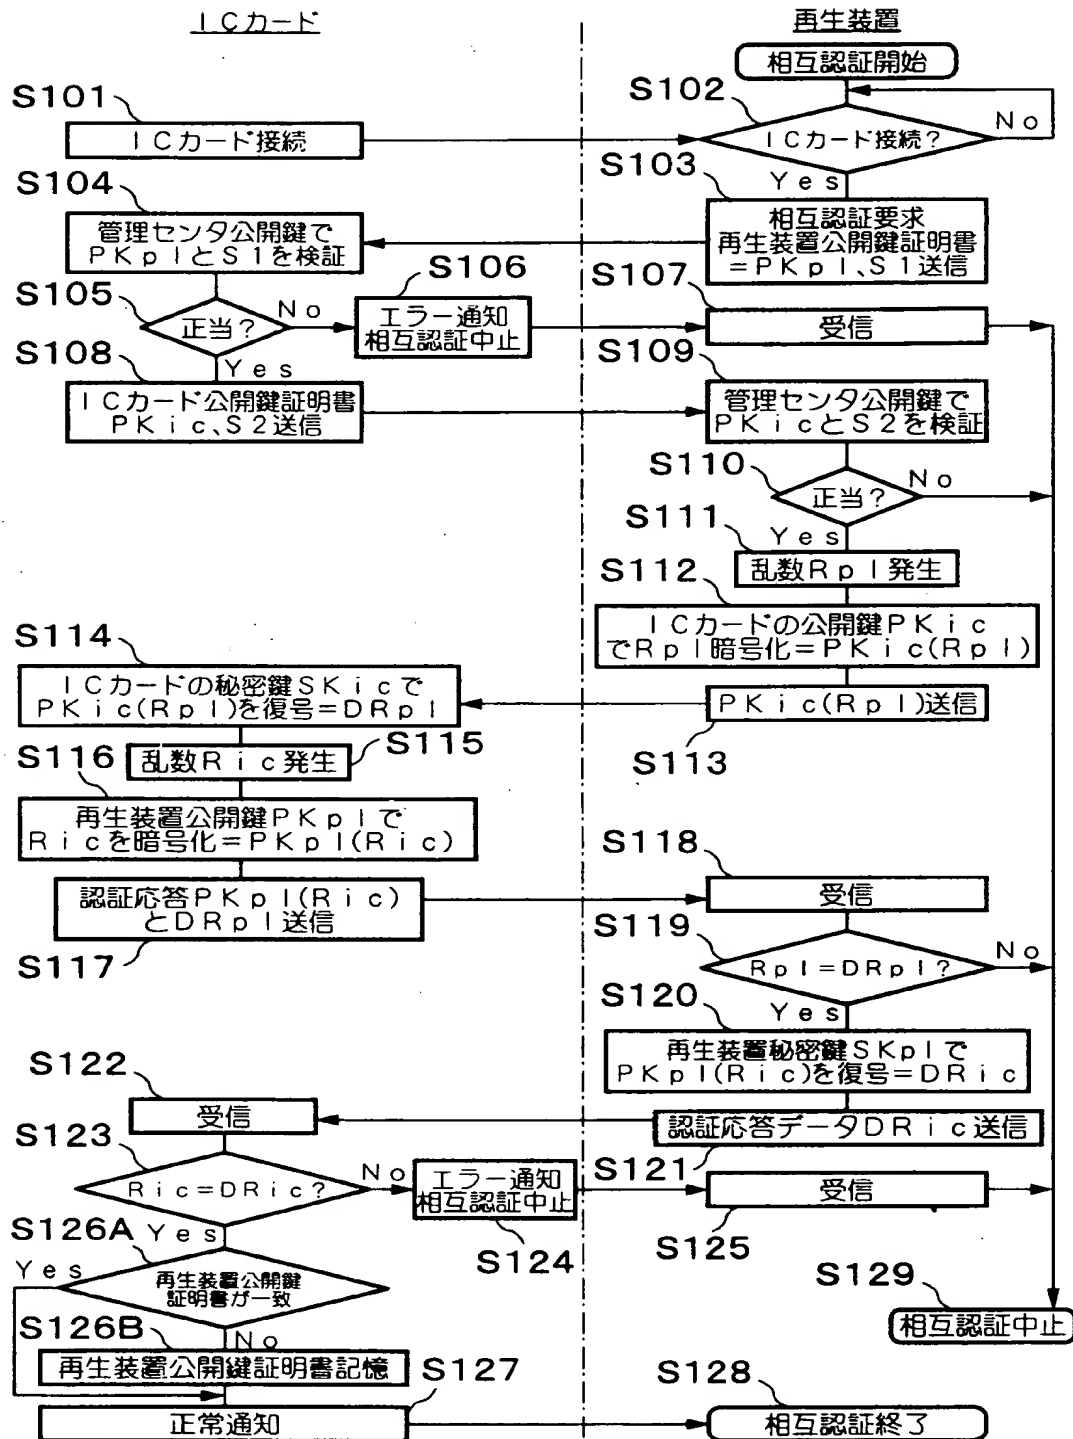 ICカード
再生装置
相互認証開始
S101
S102
ICカード接続
ICカード接続?
No
Yes
S103
S104
相互認証要求
再生装置公開鍵証明書
=PKpl、S1送信
管理センタ公開鍵で
PKplとS1を検証
S105
正当?
No
Yes
S106
エラー通知
相互認証中止
S107
受信
S108
ICカード公開鍵証明書
PKic、S2送信
S109
管理センタ公開鍵で
PKicとS2を検証
S110
正当?
No
Yes
S111
乱数Rpl発生
S112
ICカードの公開鍵PKic
でRpl暗号化=PKic(Rpl)
PKic(Rpl)送信
S113
S114
ICカードの秘密鍵SKicで
PKic(Rpl)を復号=DRpl
S115
乱数Ric発生
S116
再生装置公開鍵PKplで
Ricを暗号化=PKpl(Ric)
認証応答PKpl(Ric)
とDRpl送信
S117
S118
受信
S119
Rpl=DRpl?
No
Yes
S120
再生装置秘密鍵SKplで
PKpl(Ric)を復号=DRic
認証応答データDRic送信
S121
S122
受信
S123
Ric=DRic?
No
Yes
エラー通知
相互認証中止
S124
受信
S125
S126A
再生装置公開鍵
証明書が一致
Yes
No
S126B
再生装置公開鍵証明書記憶
S127
正常通知
S128
相互認証終了
S129
相互認証中止